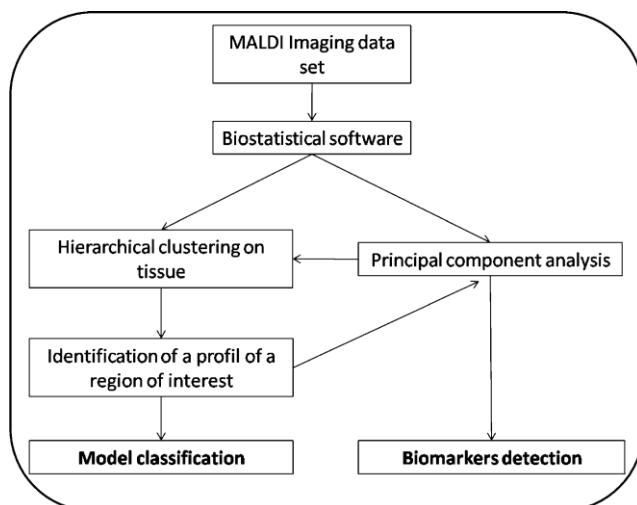 MALDI Imaging data
set
Biostatistical software
Hierarchical clustering on
tissue
Principal component analysis
Identification of a profil of a
region of interest
Model classification
Biomarkers detection